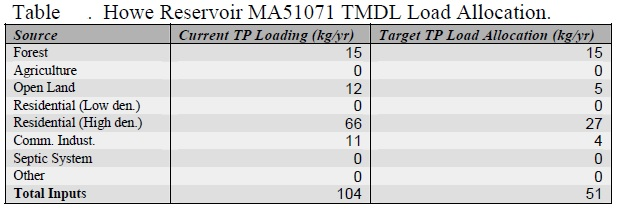 Table . Howe Reservoir MA51071 TMDL Load Allocation.
Source Current TP Loading (kg/yr) Target TP Load Allocation (kg/yr)
Forest 15 15
Agriculture 0 0
Open Land 12 5
Residential (Low den.) 0 0
Residential (High den.) 66 27
Comm. Indust. 11 4
Septic System 0 0
Other 0 0
Total Inputs 104 51